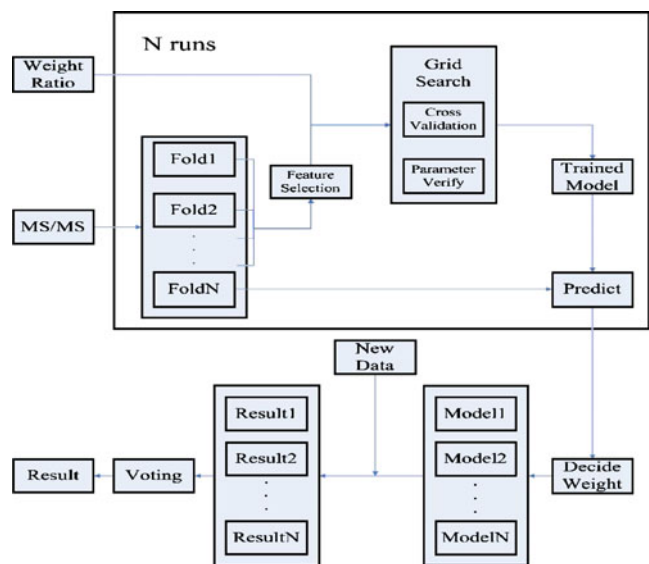 N runs
Weight
Ratio
Grid
Search
Cross
Validation
Parameter
Verify
Fold1
Fold2
.
.
.
FoldN
Feature
Selection
Trained
Model
MS/MS
Predict
New
Data
Result1
Result2
.
.
.
ResultN
Model1
Model2
.
.
.
ModelN
Decide
Weight
Voting
Result